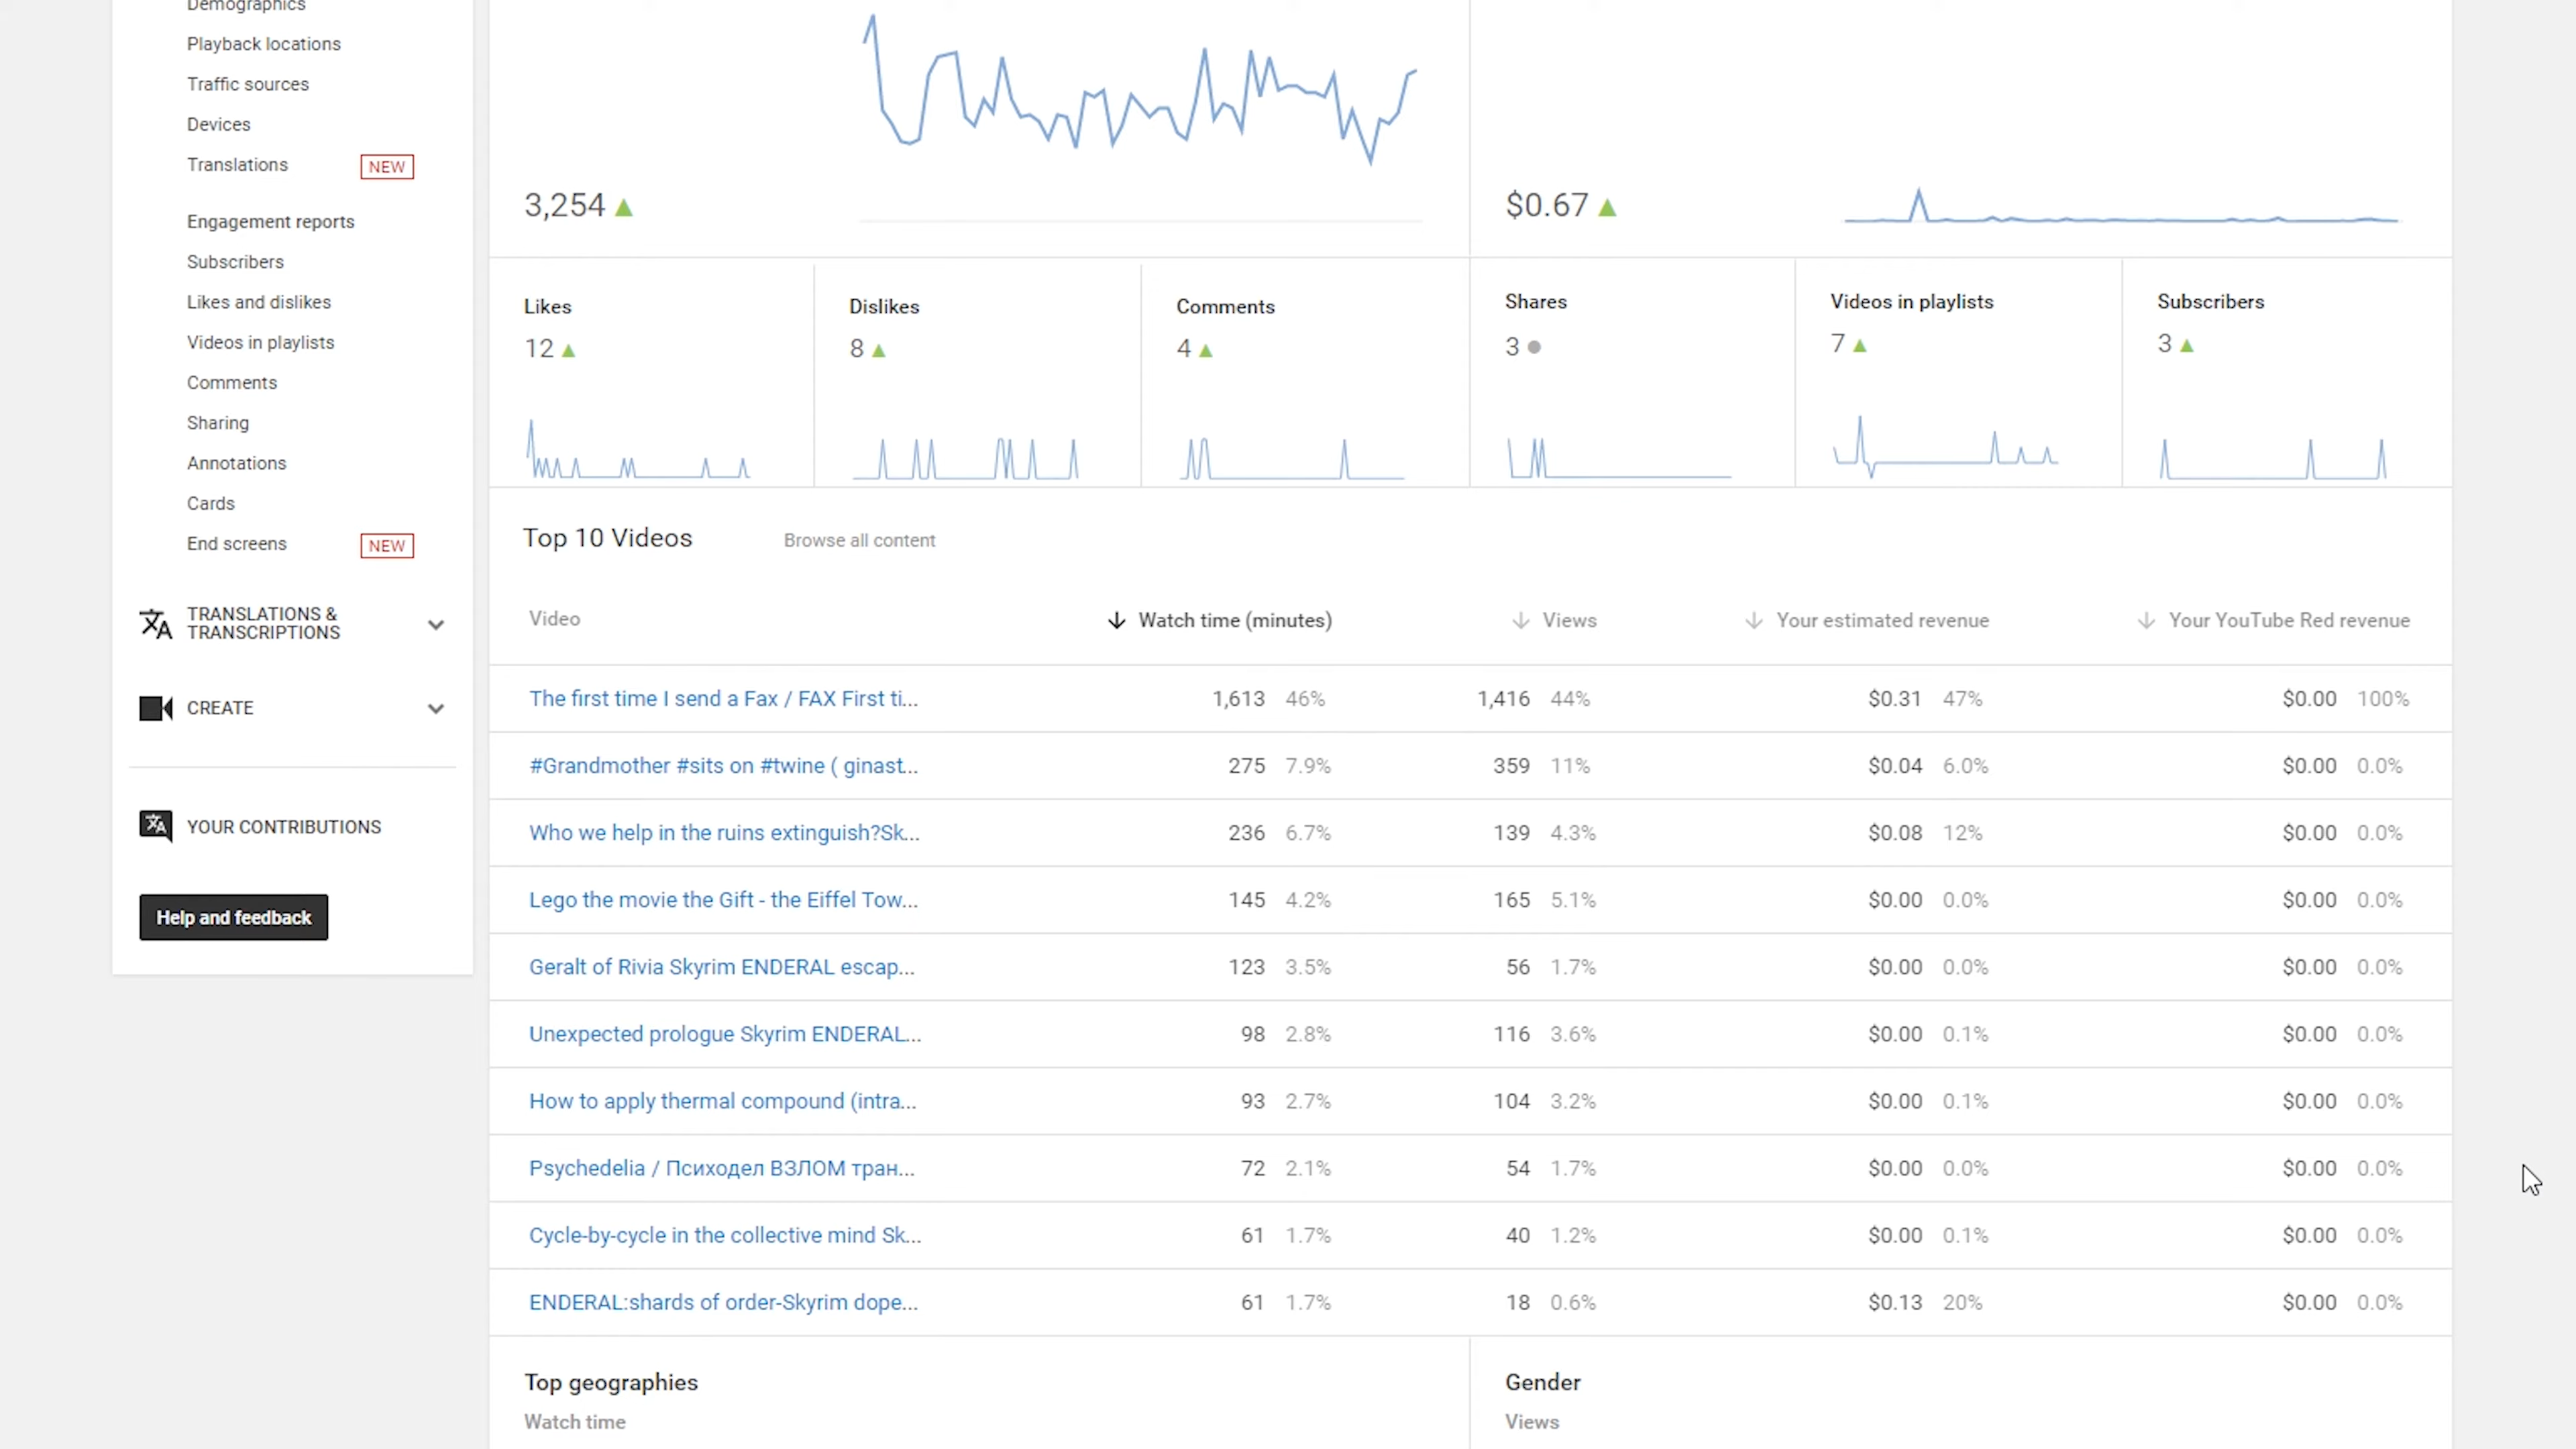 Demographics
Playback locations
Traffic sources
Devices
Translations NEW
Engagement reports
Subscribers
Likes and dislikes
Videos in playlists
Comments
Sharing
Annotations
Cards
End screens NEW
TRANSLATIONS &
TRANSCRIPTIONS
CREATE
YOUR CONTRIBUTIONS
Help and feedback
3,254
$0.67
Likes
12
Dislikes
8
Comments
4
Shares
3
Videos in playlists
7
Subscribers
3
Top 10 Videos Browse all content
Video Watch time (minutes) Views Your estimated revenue Your YouTube Red revenue
The first time I send a Fax / FAX First ti... 1,613 46% 1,416 44% $0.31 47% $0.00 100%
#Grandmother #sits on #twine ( ginast... 275 7.9% 359 11% $0.04 6.0% $0.00 0.0%
Who we help in the ruins extinguish?Sk... 236 6.7% 139 4.3% $0.08 12% $0.00 0.0%
Lego the movie the Gift - the Eiffel Tow... 145 4.2% 165 5.1% $0.00 0.0% $0.00 0.0%
Geralt of Rivia Skyrim ENDERAL escap... 123 3.5% 56 1.7% $0.00 0.0% $0.00 0.0%
Unexpected prologue Skyrim ENDERAL... 98 2.8% 116 3.6% $0.00 0.1% $0.00 0.0%
How to apply thermal compound (intra... 93 2.7% 104 3.2% $0.00 0.1% $0.00 0.0%
Psychedelia / Психодел ВЗЛОМ тран... 72 2.1% 54 1.7% $0.00 0.0% $0.00 0.0%
Cycle-by-cycle in the collective mind Sk... 61 1.7% 40 1.2% $0.00 0.1% $0.00 0.0%
ENDERAL:shards of order-Skyrim dope... 61 1.7% 18 0.6% $0.13 20% $0.00 0.0%
Top geographies
Watch time
Gender
Views